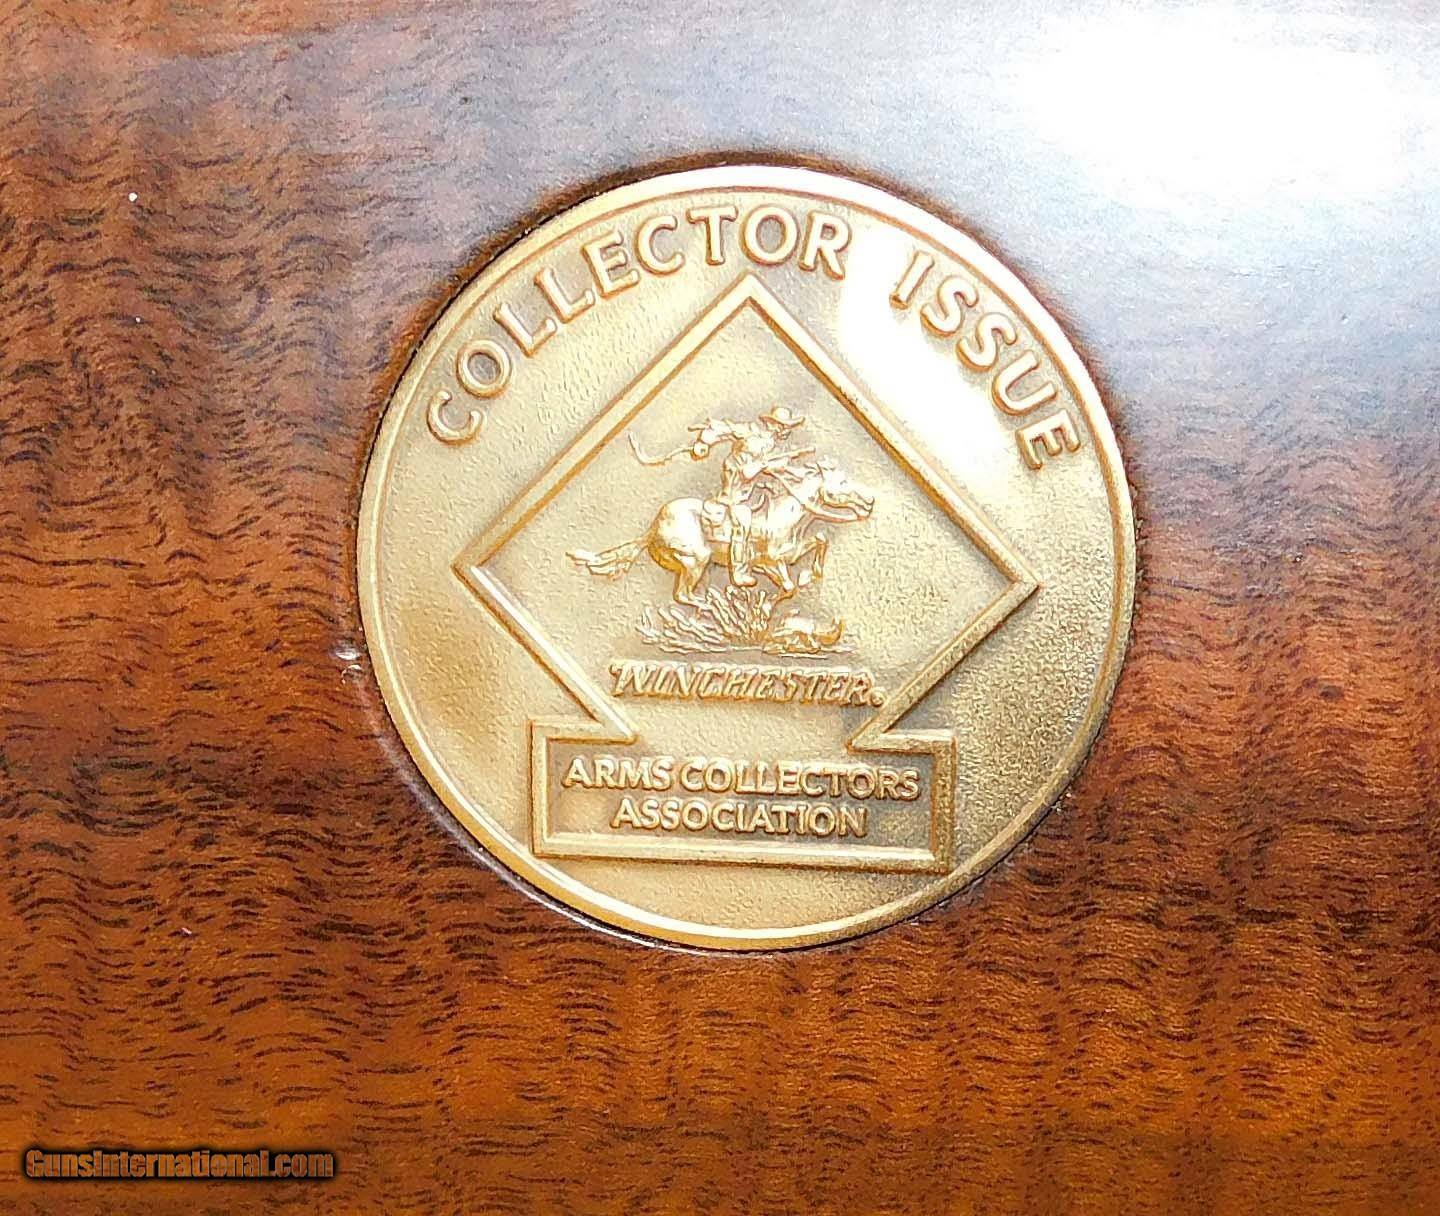 COLLECTOR ISSUE
WINCHESTER®
ARMS COLLECTORS
ASSOCIATION
GunsInternational.com